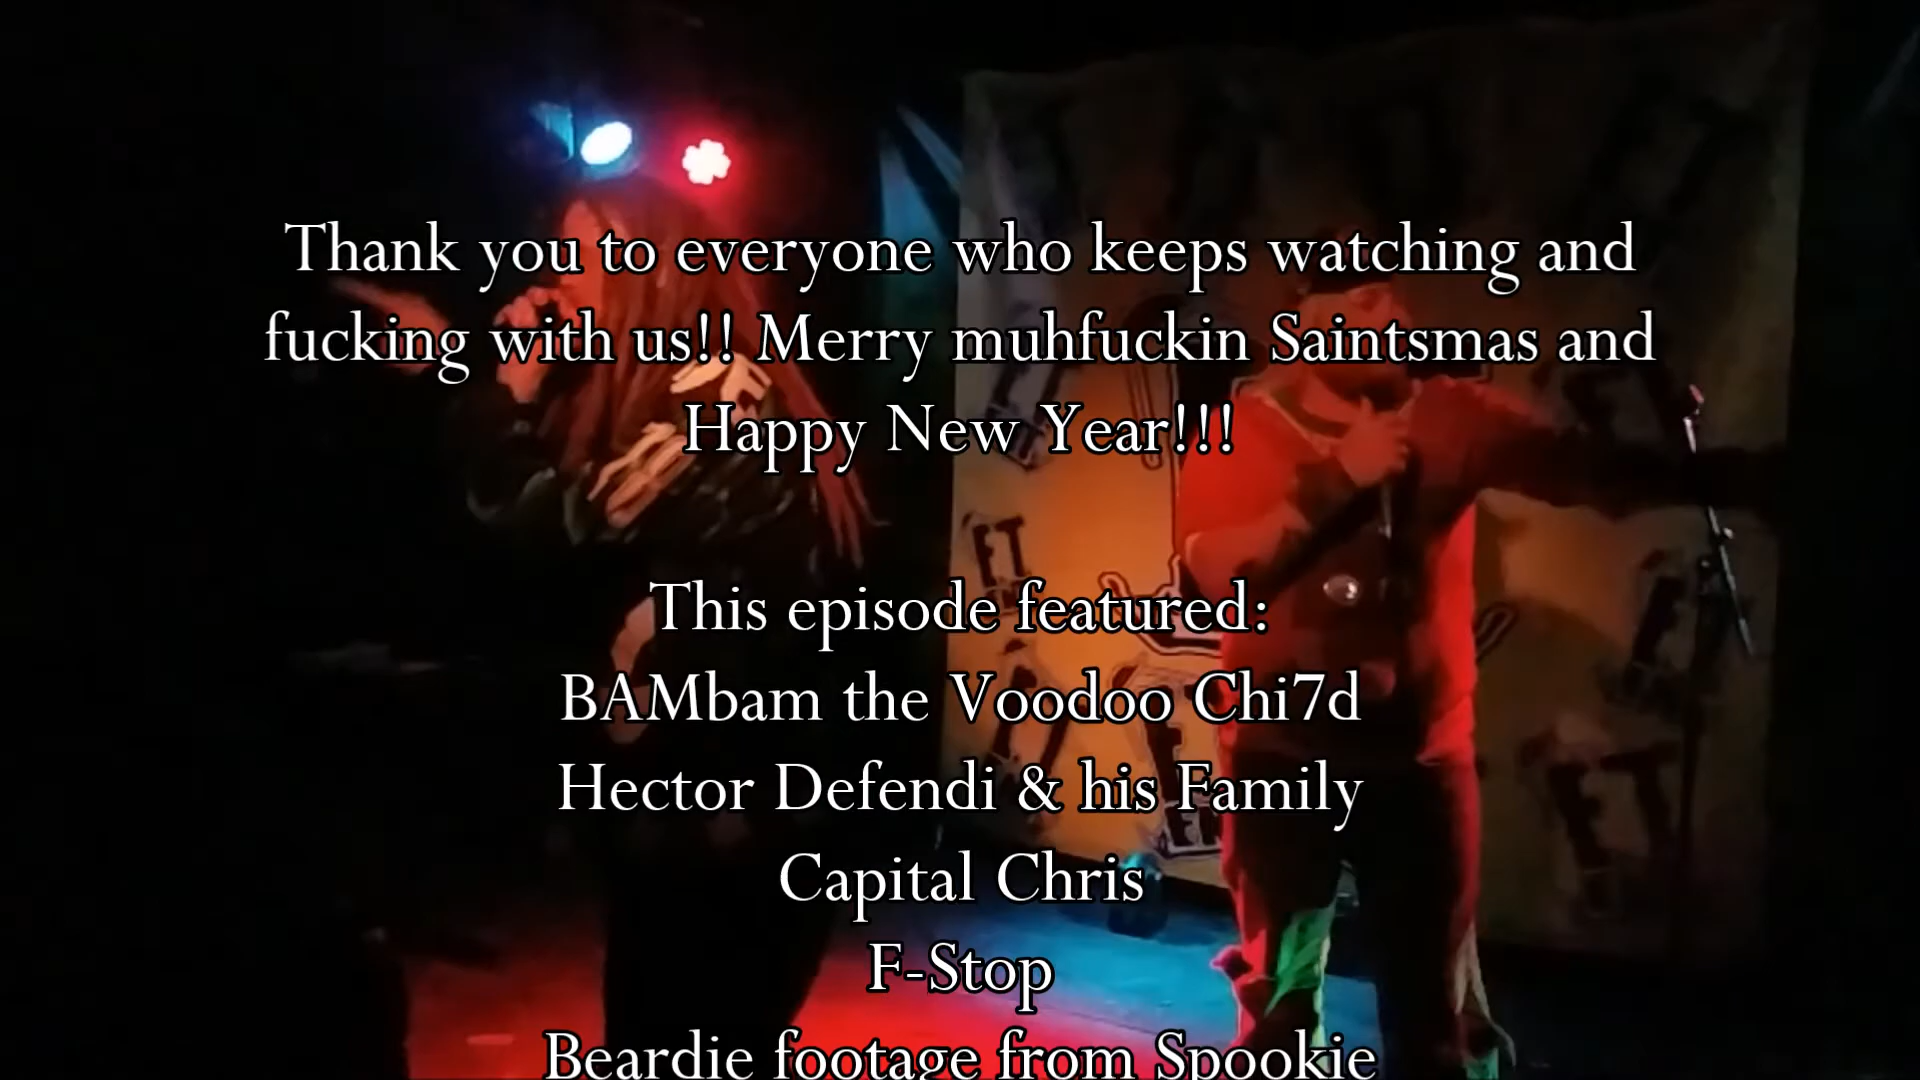 Thank you to everyone who keeps watching and
fucking with us!! Merry muhfuckin Saintsmas and
Happy New Year!!!
This episode featured:
BAMbam the Voodoo Chi7d
Hector Defendi & his Family
Capital Chris
F-Stop
Beardie footage from Spookie